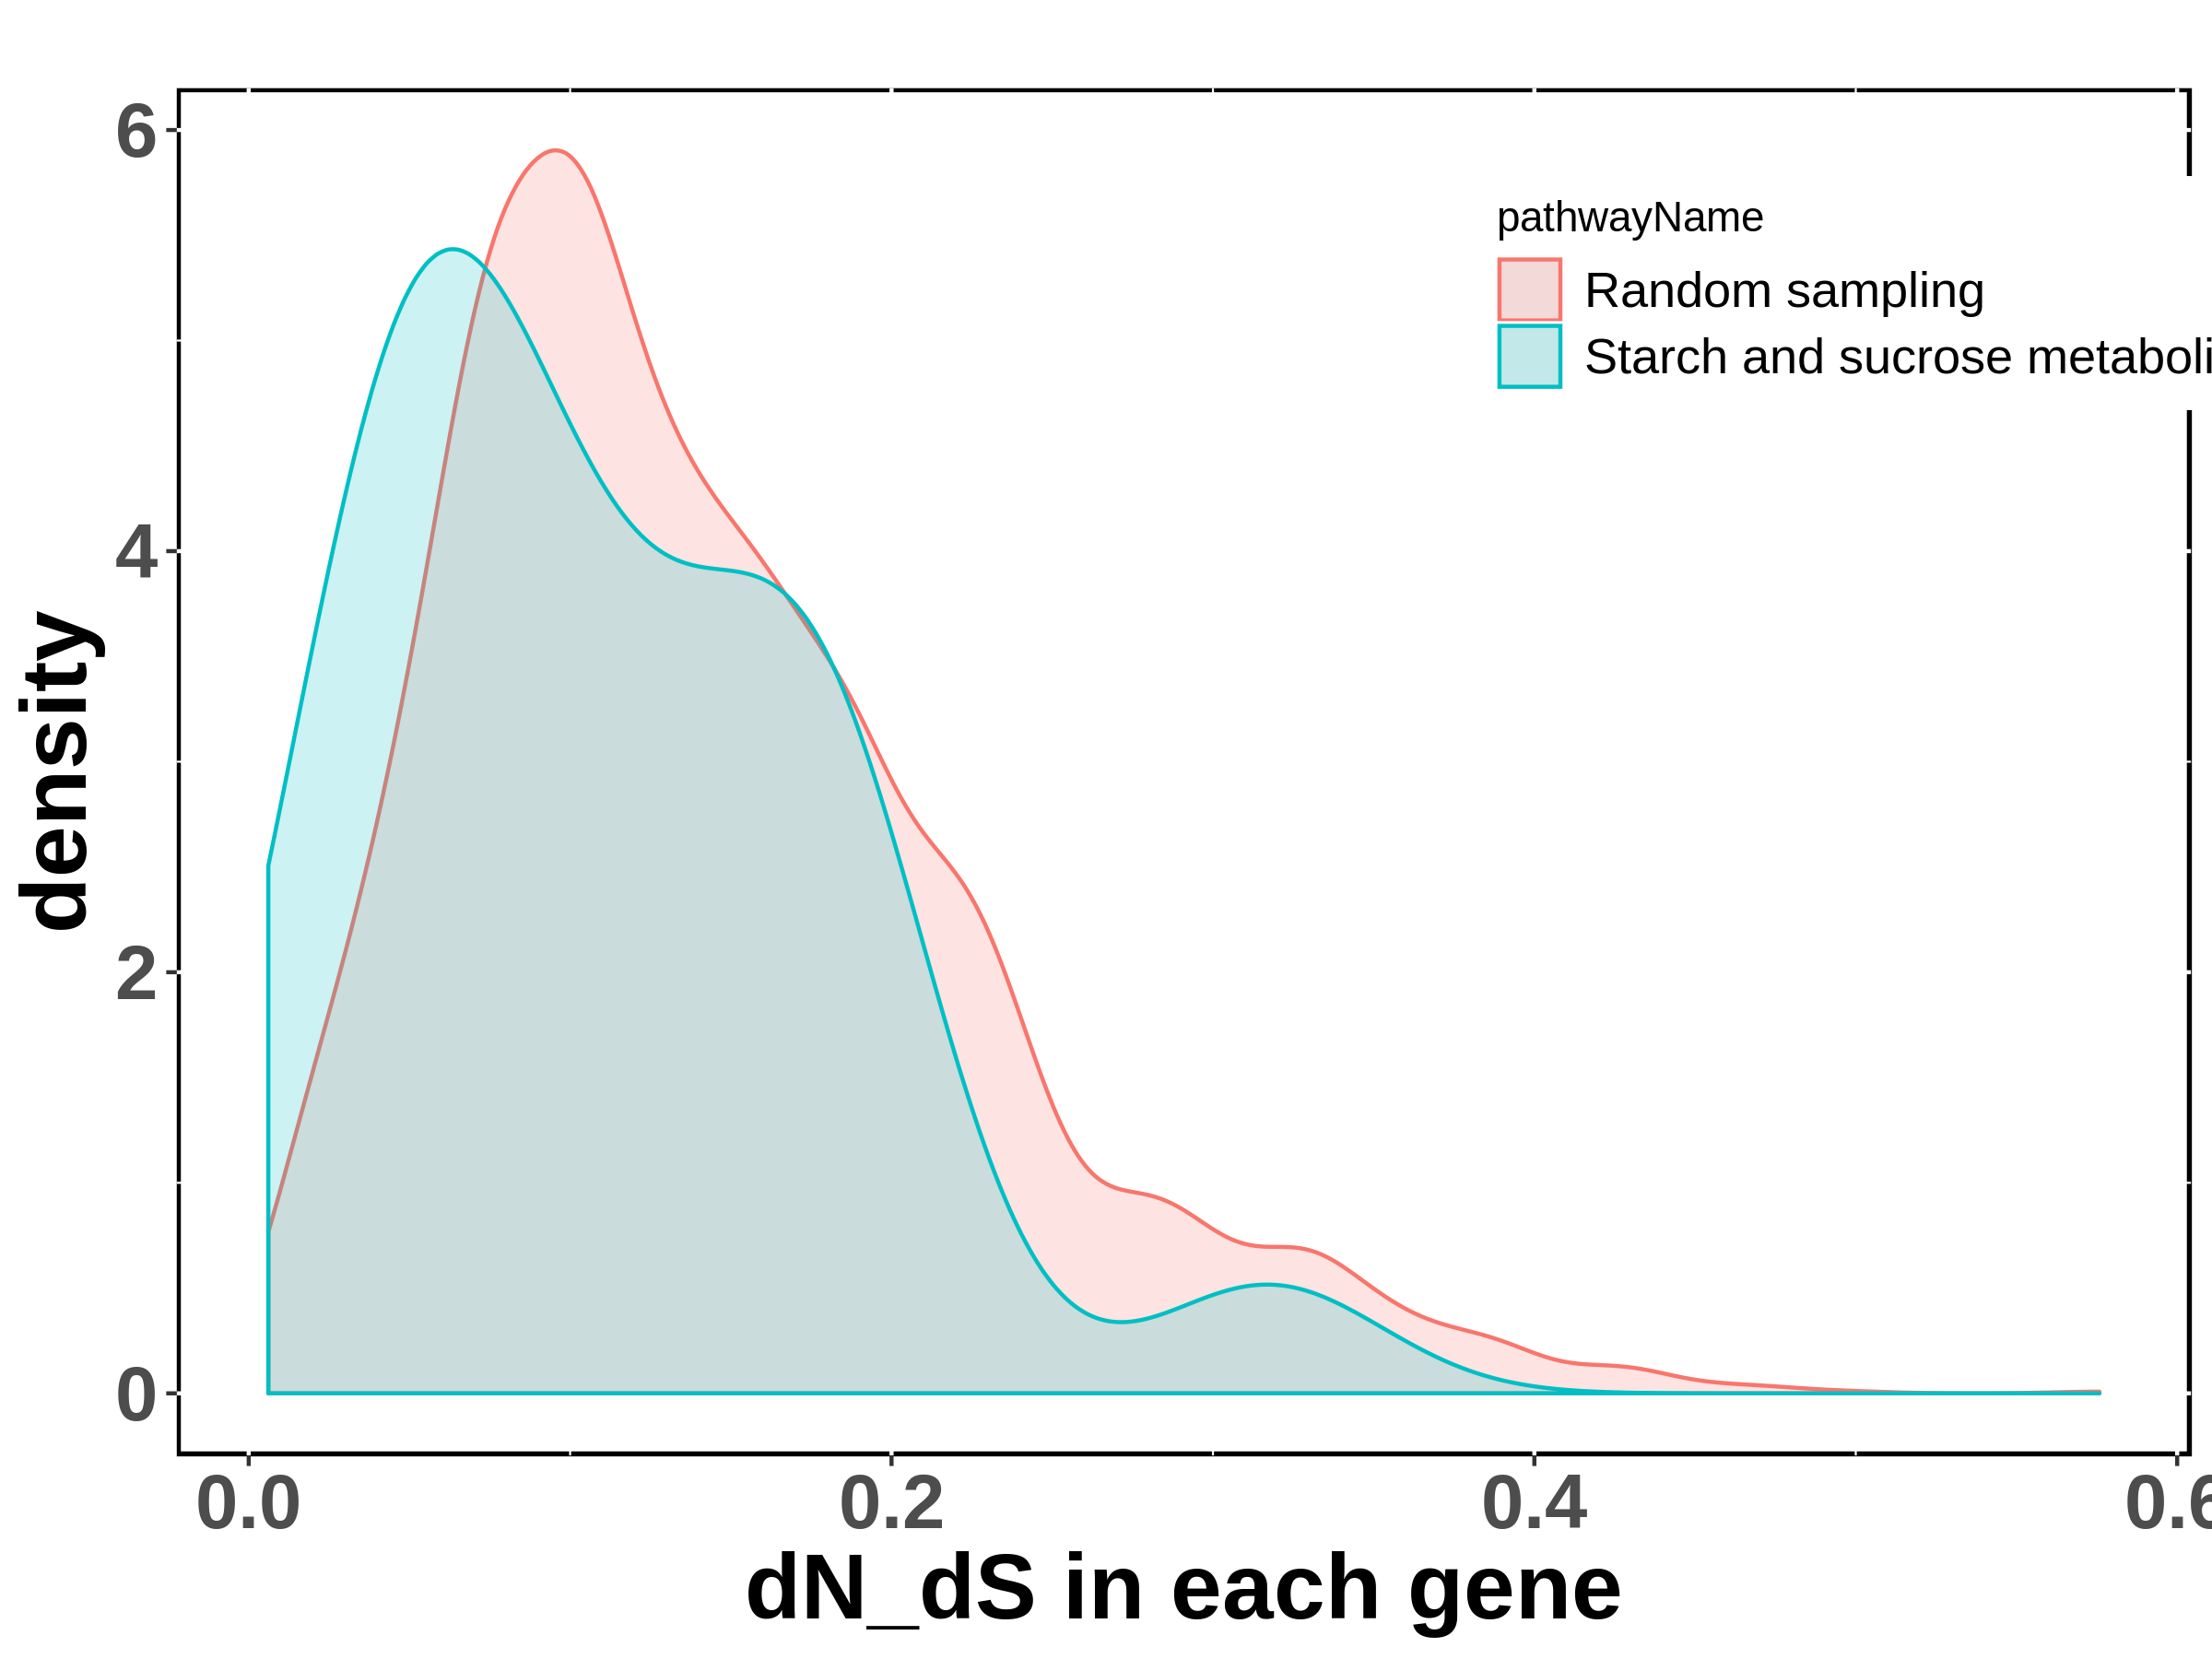 6
4
2
0
density
pathwayName
Random sampling
Starch and sucrose
0.0 0.2 0.4
dN_dS in each gene